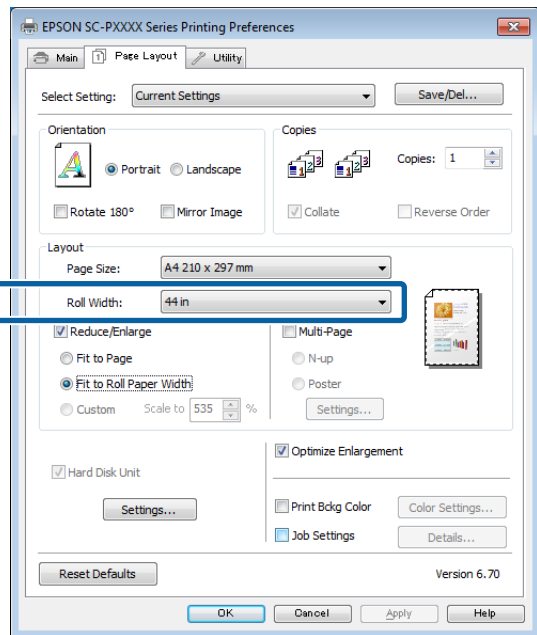 EPSON SC-PXXXX Series Printing Preferences
Main Page Layout Utility
Select Setting: Current Settings Save/Del...
Orientation Copies
Portrait Landscape Copies: 1
Rotate 180° Mirror Image Collate Reverse Order
Layout
Page Size: A4 210 x 297 mm
Roll Width: 44 in
Reduce/Enlarge Multi-Page
Fit to Page N-up
Fit to Roll Paper Width Poster
Custom Scale to 535 % Settings...
Optimize Enlargement
Hard Disk Unit
Settings... Print Bckg Color Color Settings...
Job Settings Details...
Reset Defaults Version 6.70
OK Cancel Apply Help